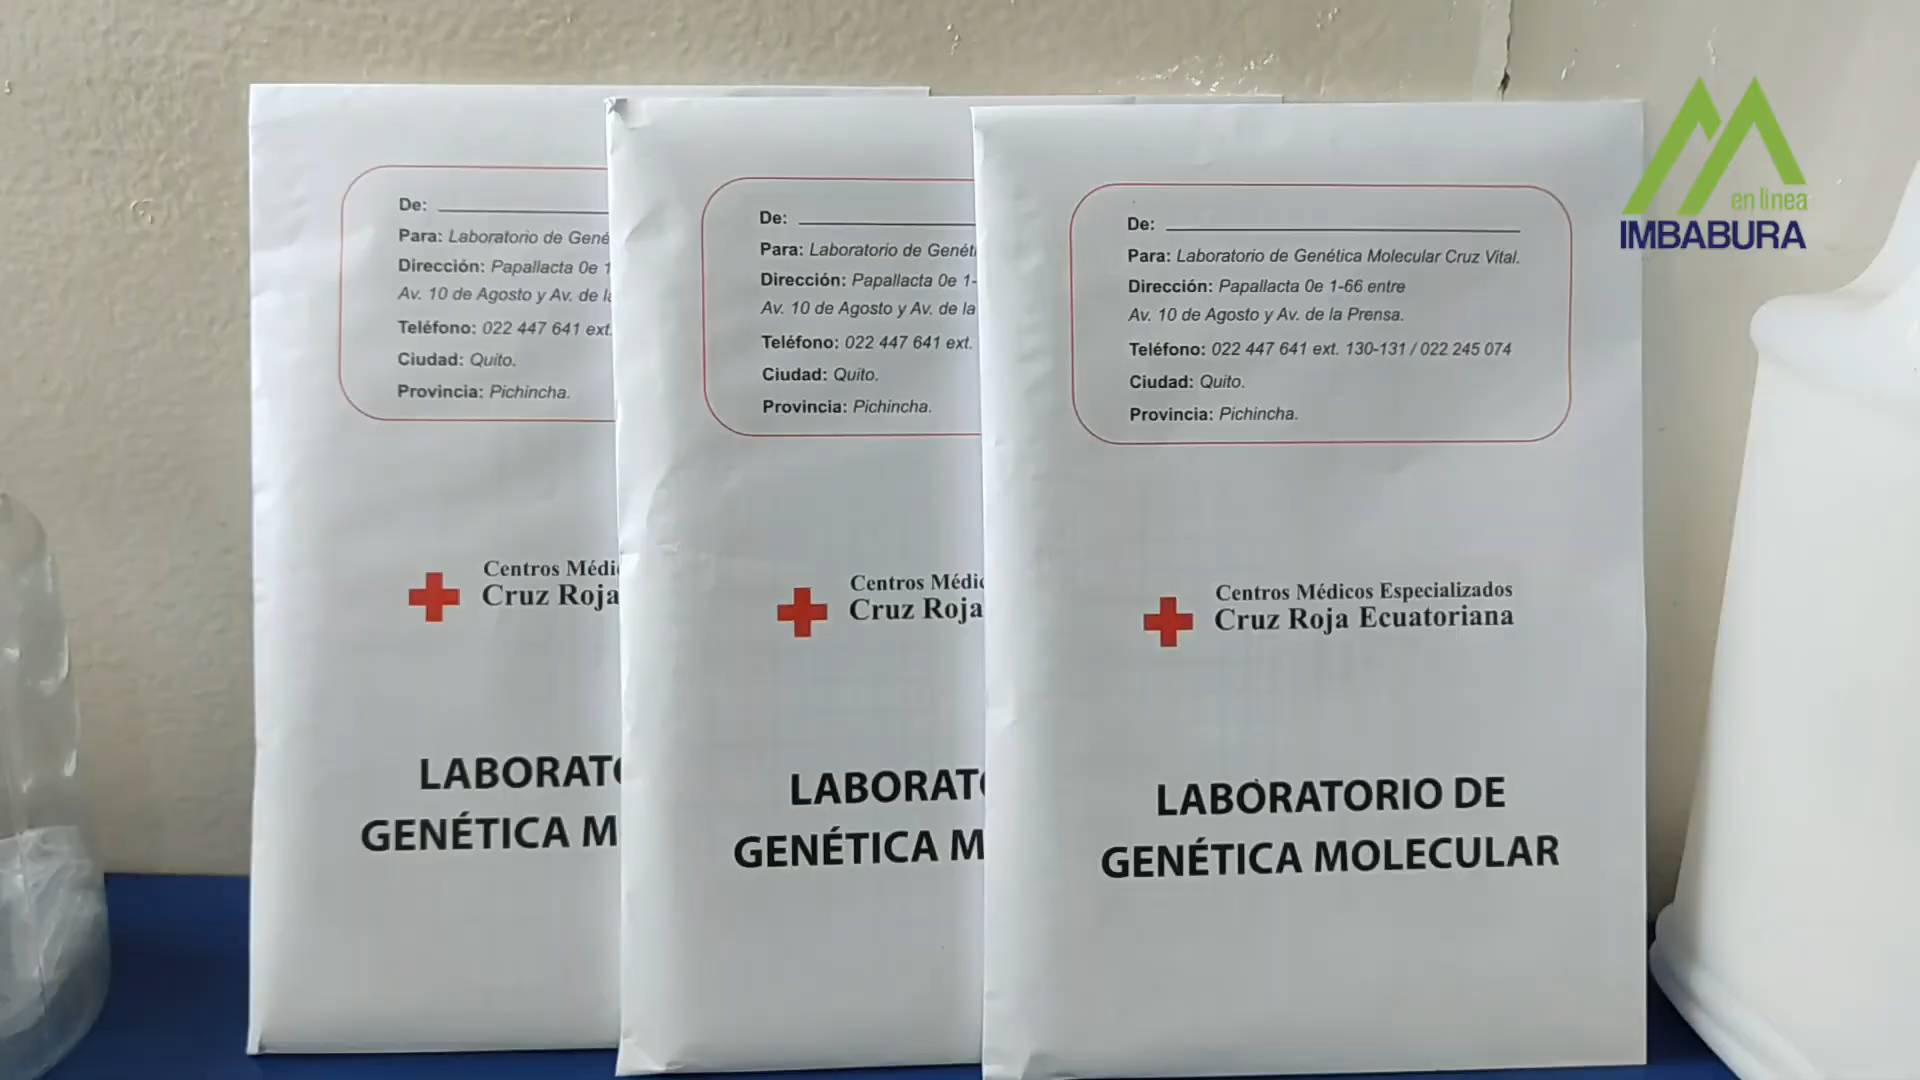 De:
Para: Laboratorio de Gené
Dirección: Papallacta 0e 1
Av. 10 de Agosto y Av. de la
Teléfono: 022 447 641 ext.
Ciudad: Quito.
Provincia: Pichincha.
Centros Médi
Cruz Roja
LABORATO
GENÉTICA M
De:
Para: Laboratorio de Genéti
Dirección: Papallacta 0e 1-
Av. 10 de Agosto y Av. de la
Teléfono: 022 447 641 ext.
Ciudad: Quito.
Provincia: Pichincha.
Centros Médic
Cruz Roja
LABORATO
GENÉTICA M
De:
Para: Laboratorio de Genética Molecular Cruz Vital.
Dirección: Papallacta 0e 1-66 entre
Av. 10 de Agosto y Av. de la Prensa.
Teléfono: 022 447 641 ext. 130-131 / 022 245 074
Ciudad: Quito.
Provincia: Pichincha.
Centros Médicos Especializados
Cruz Roja Ecuatoriana
LABORATORIO DE
GENÉTICA MOLECULAR
en linea
IMBABURA